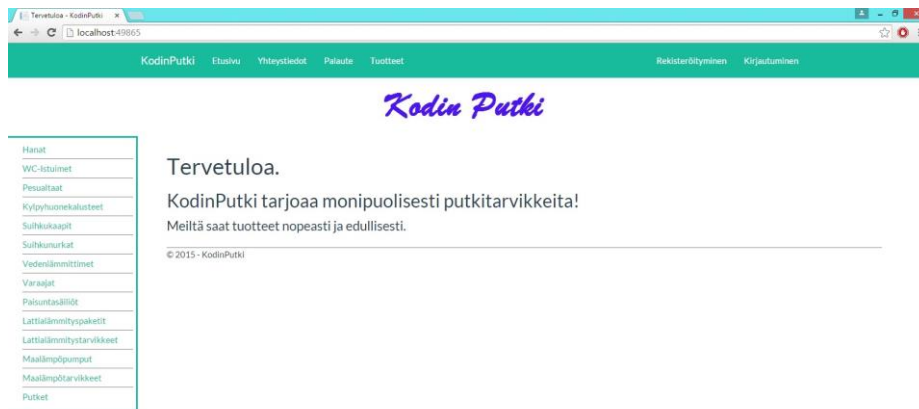 Tervetuloa - KodinPutki
localhost:49865
KodinPutki Etusivu Yhteystiedot Palaute Tuotteet Rekisteröityminen Kirjautuminen
Kodin Putki
Hanat
WC-Istuimet
Pesualtaat
Kylpyhuonekalusteet
Suihkukaapit
Suihkunurkat
Vedenlämmittimet
Varaajat
Paisuntasäiliöt
Lattialämmityspaketit
Lattialämmitystarvikkeet
Maalämpöpumput
Maalämpötarvikkeet
Putket
Tervetuloa.
KodinPutki tarjoaa monipuolisesti putkitarvikkeita!
Meiltä saat tuotteet nopeasti ja edullisesti.
© 2015 - KodinPutki